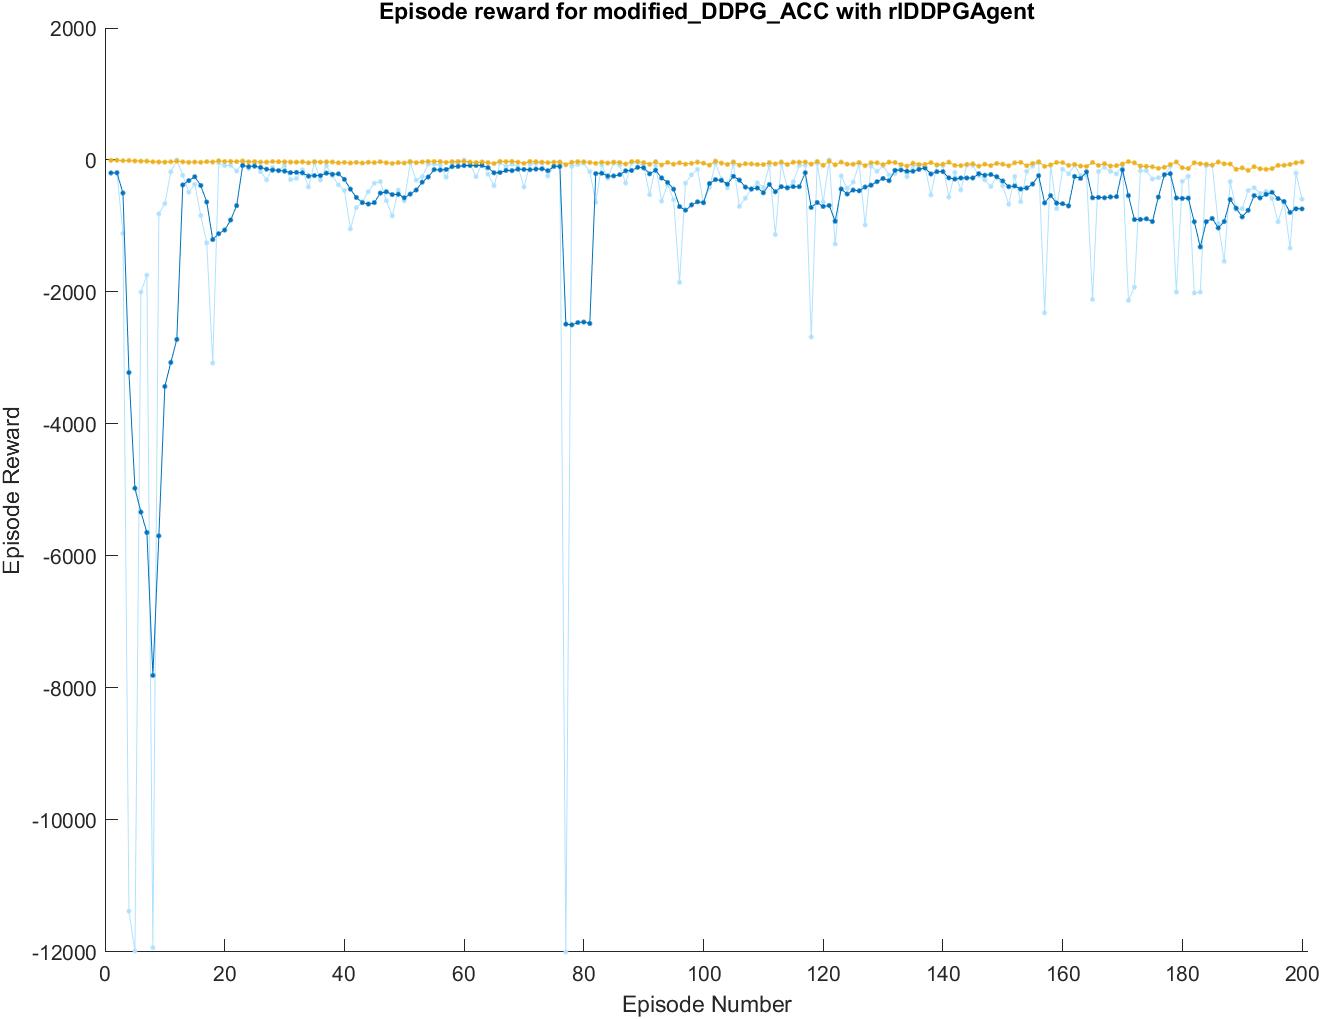 Episode reward for modified_DDPG_ACC with rlDDPGAgent
2000
0
-2000
-4000
-6000
-8000
-10000
-12000
Episode Reward
0 20 40 60 80 100 120 140 160 180 200
Episode Number